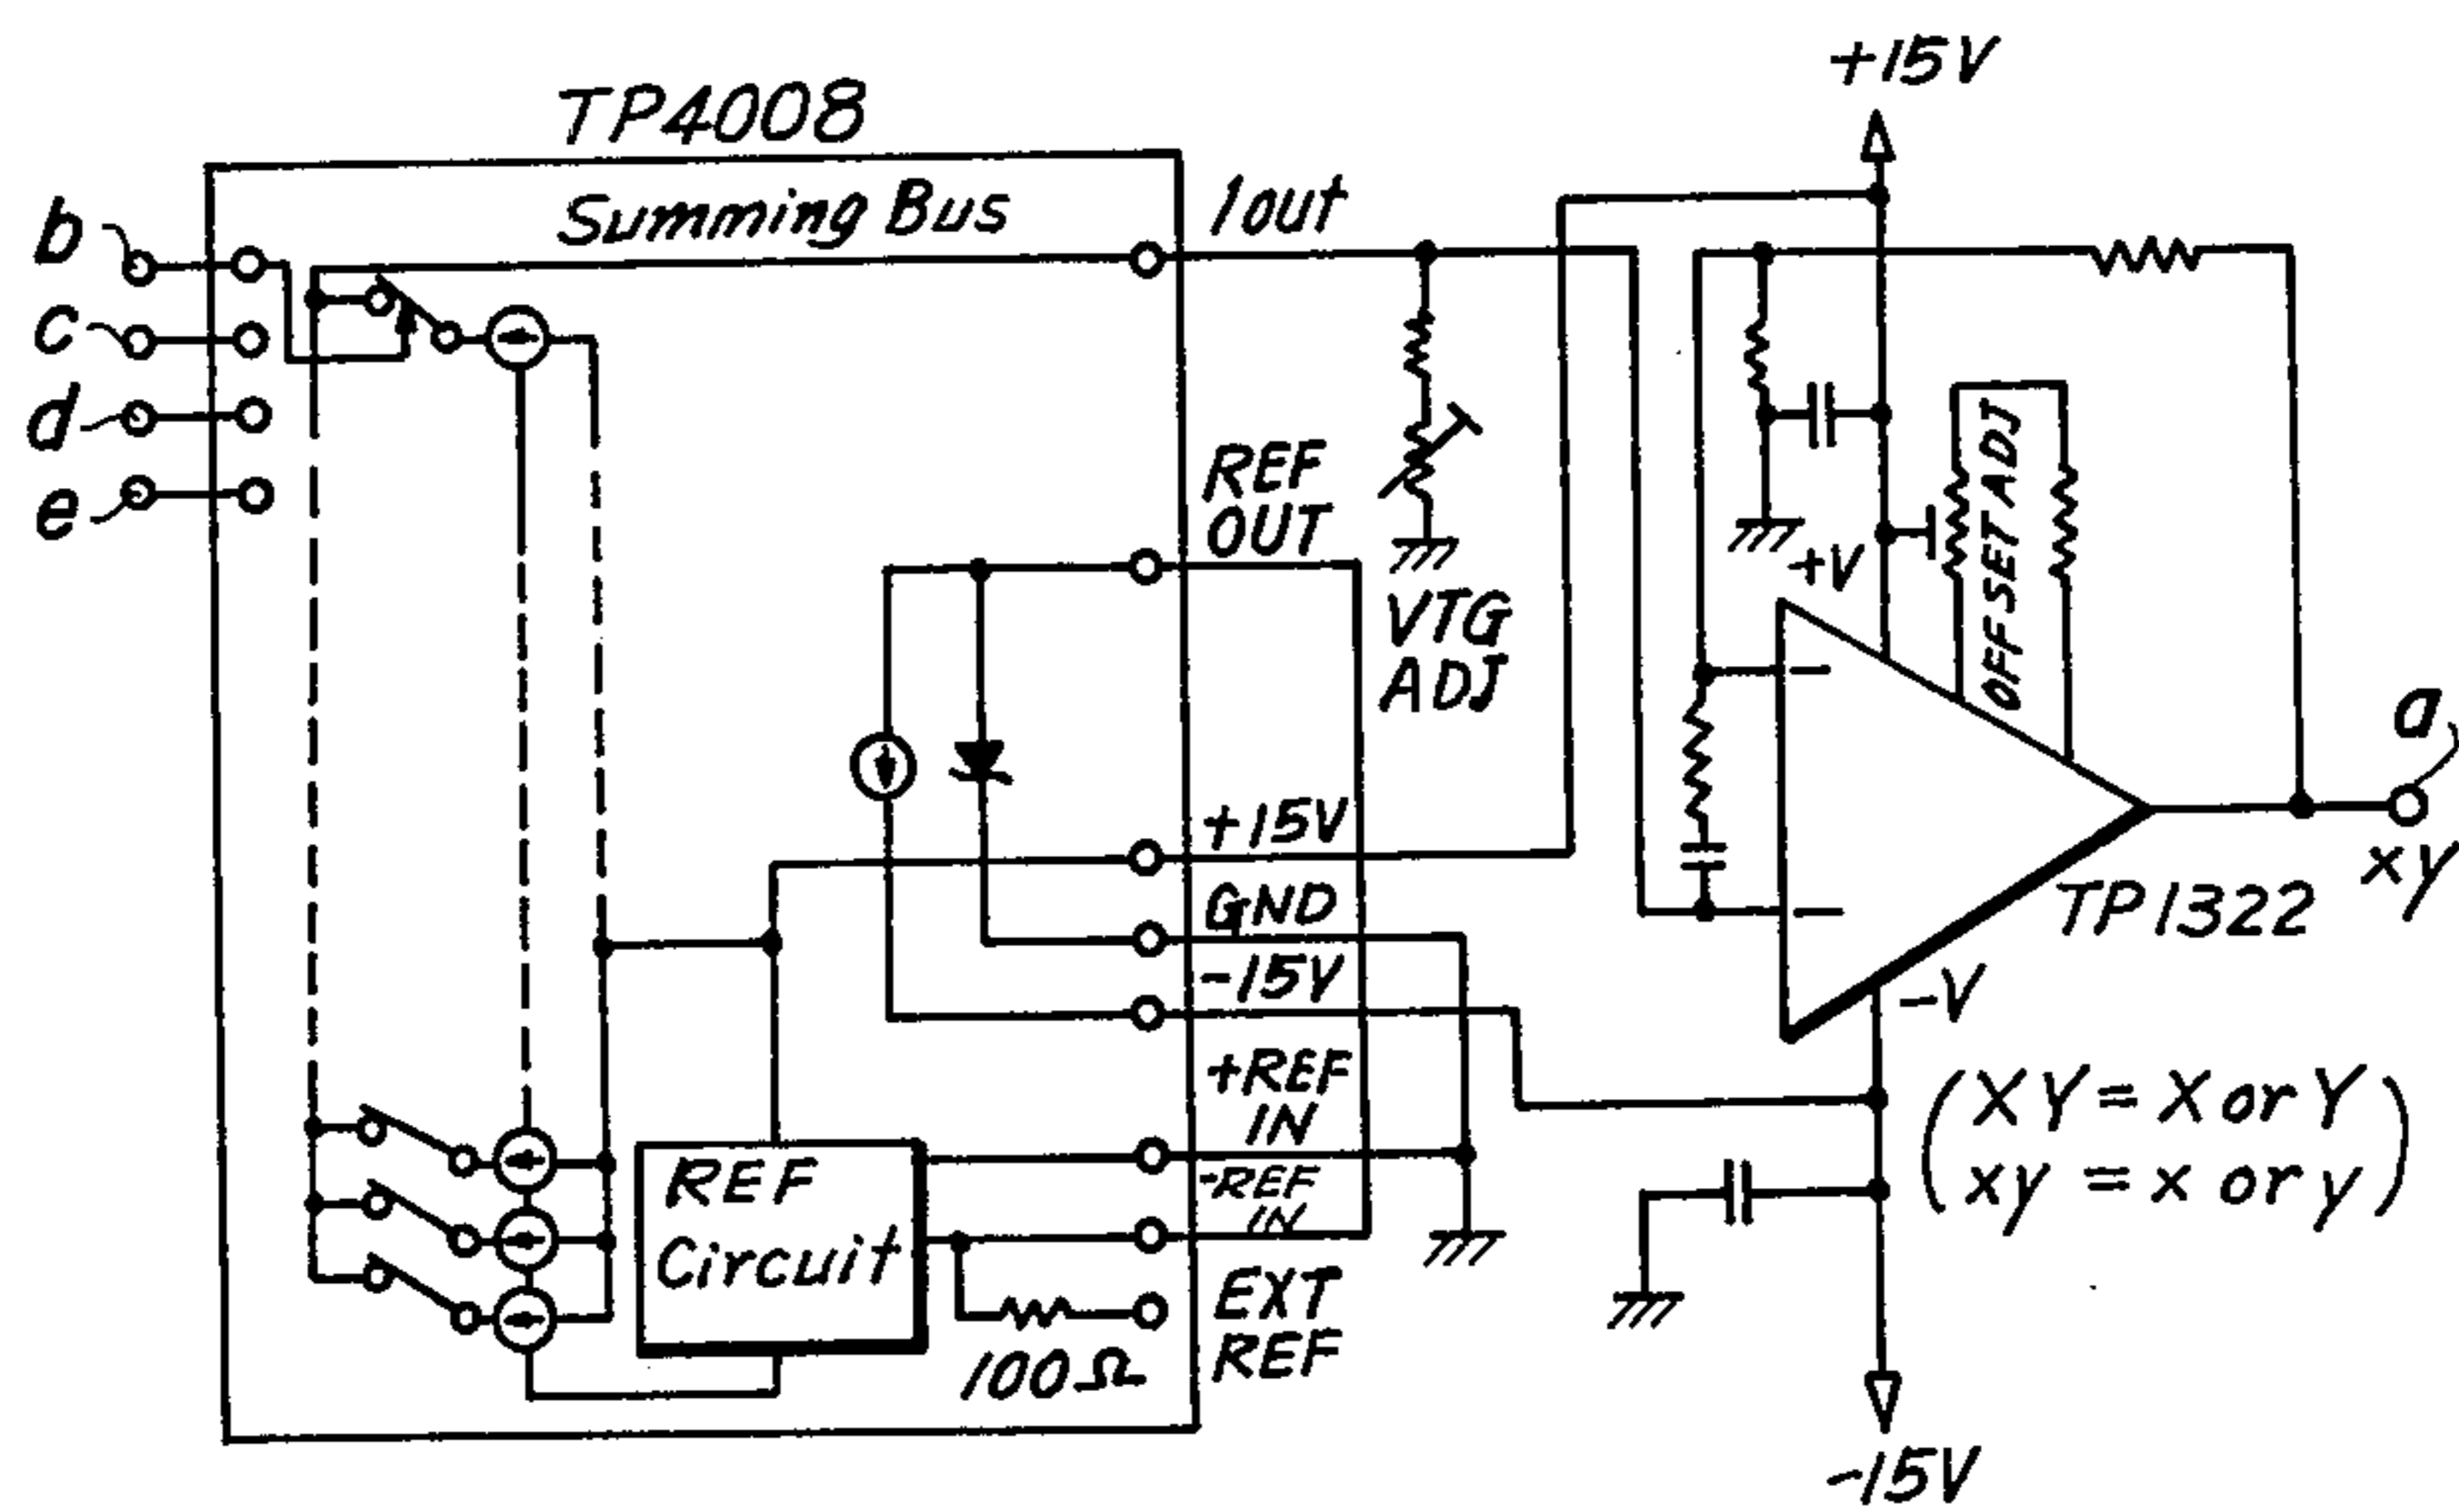 +15V
TP4008
Summing Bus
Iout
b
c
d
e
REF
OUT
VTG
ADJ
+V
OFFSET ADJ
−
−
a
xy
TP1322
+15V
GND
-15V
-V
+REF
IN
-REF
IN
REF
Circuit
EXT
REF
100Ω
(XY = X or Y
xy = x or y)
-15V